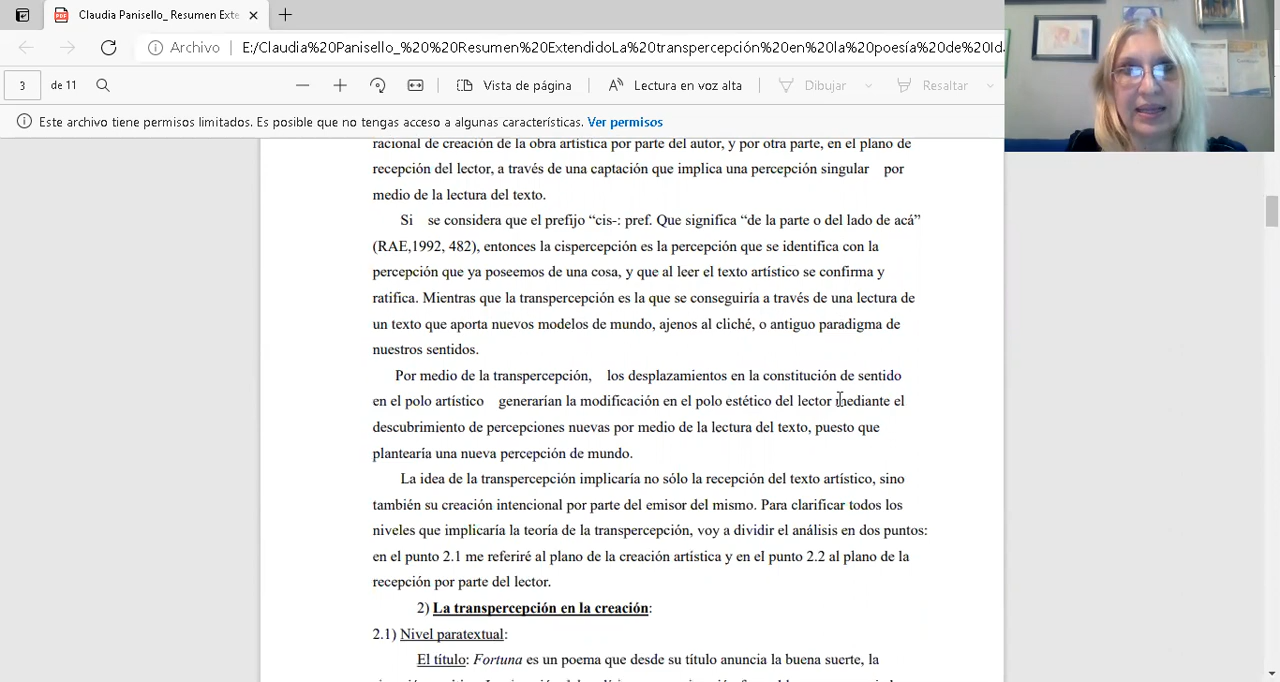 Claudia Panisello_ Resumen Exte
Archivo
E:/Claudia%20Panisello_%20%20Resumen%20ExtendidoLa%20transpercepción%20en%20la%20poesía%20de%20Id
3
de 11
Vista de página
Lectura en voz alta
Dibujar
Resaltar
Este archivo tiene permisos limitados. Es posible que no tengas accesoa algunas características. Ver permisos
racional de creación de la obra artística por parte del autor, y por otra parte, en el plano de
recepción del lector, a través de una captación que implica una percepción singular por
medio de la lectura del texto.
Si se considera que el prefijo “cis-: pref. Que significa “de la parte o del lado de acá”
(RAE,1992, 482), entonces la cispercepción es la percepción que se identifica con la
percepción que ya poseemos de una cosa, y que al leer el texto artístico se confirma y
ratifica. Mientras que la transpercepción es la que se conseguiría a través de una lectura de
un texto que aporta nuevos modelos de mundo, ajenos al cliché, o antiguo paradigma de
nuestros sentidos.
Por medio de la transpercepción, los desplazamientos en la constitución de sentido
en el polo artístico generarían la modificación en el polo estético del lector mediante el
descubrimiento de percepciones nuevas por medio de la lectura del texto, puesto que
plantearía una nueva percepción de mundo.
La idea de la transpercepción implicaría no sólo la recepción del texto artístico, sino
también su creación intencional por parte del emisor del mismo. Para clarificar todos los
niveles que implicaría la teoría de la transpercepción, voy a dividir el análisis en dos puntos:
en el punto 2.1 me referiré al plano de la creación artística y en el punto 2.2 al plano de la
recepción por parte del lector.
2) La transpercepción en la creación:
2.1) Nivel paratextual:
El título: Fortuna es un poema que desde su título anuncia la buena suerte, la